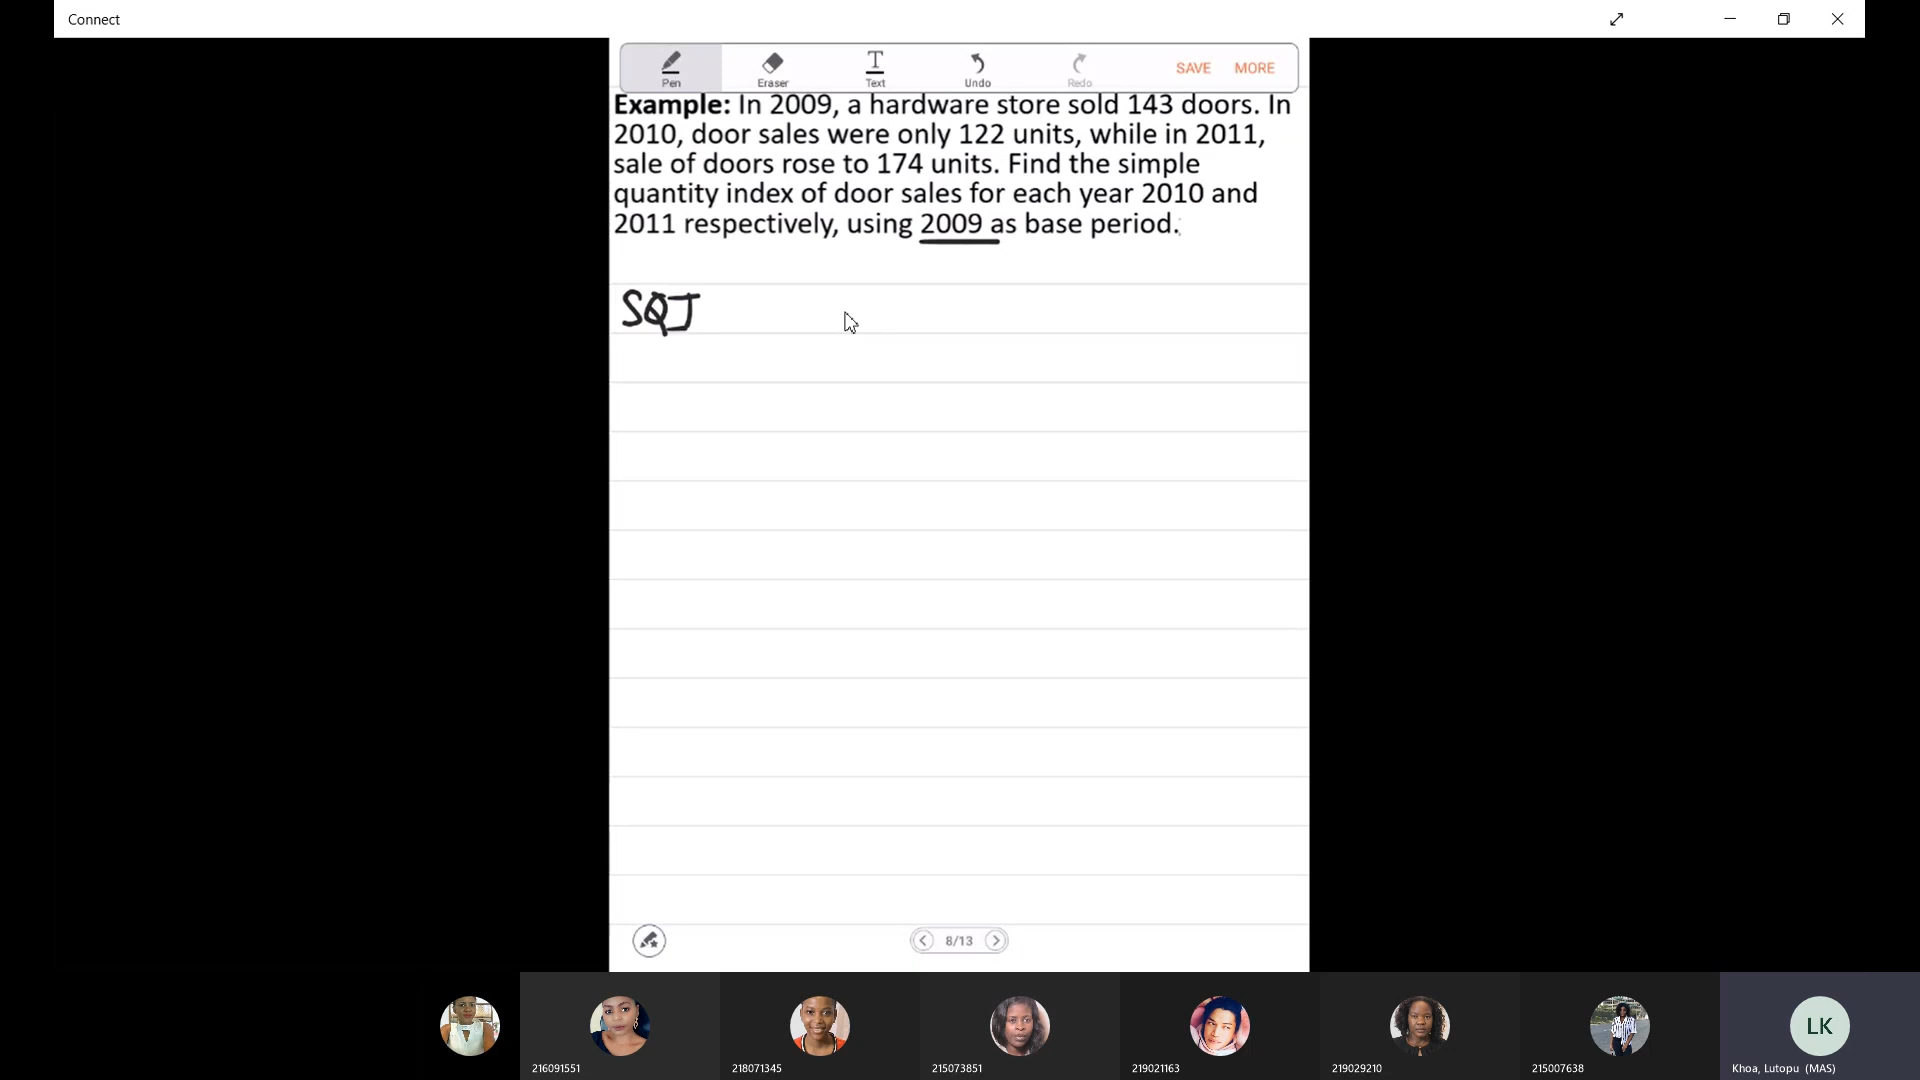 Connect
Pen
Eraser
Text
Undo
Redo
SAVE
MORE
Example: In 2009, a hardware store sold 143 doors. In
2010, door sales were only 122 units, while in 2011,
sale of doors rose to 174 units. Find the simple
quantity index of door sales for each year 2010 and
2011 respectively, using 2009 as base period.
SQI
8/13
216091551
218071345
215073851
219021163
219029210
215007638
LK
Khoa, Lutopu (MAS)